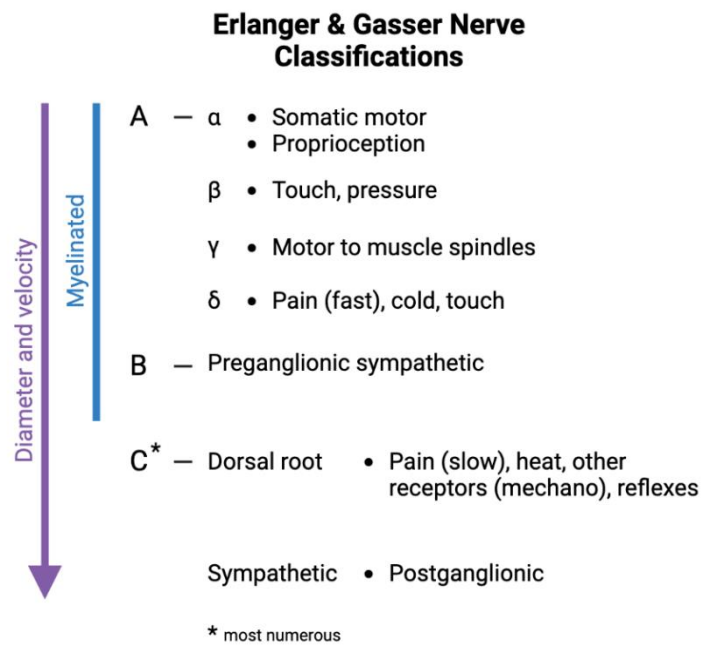 Erlanger & Gasser Nerve
Classifications
A – α • Somatic motor
• Proprioception
β • Touch, pressure
γ • Motor to muscle spindles
δ • Pain (fast), cold, touch
B – Preganglionic sympathetic
C* – Dorsal root • Pain (slow), heat, other
receptors (mechano), reflexes
Sympathetic • Postganglionic
* most numerous
Diameter and velocity
Myelinated